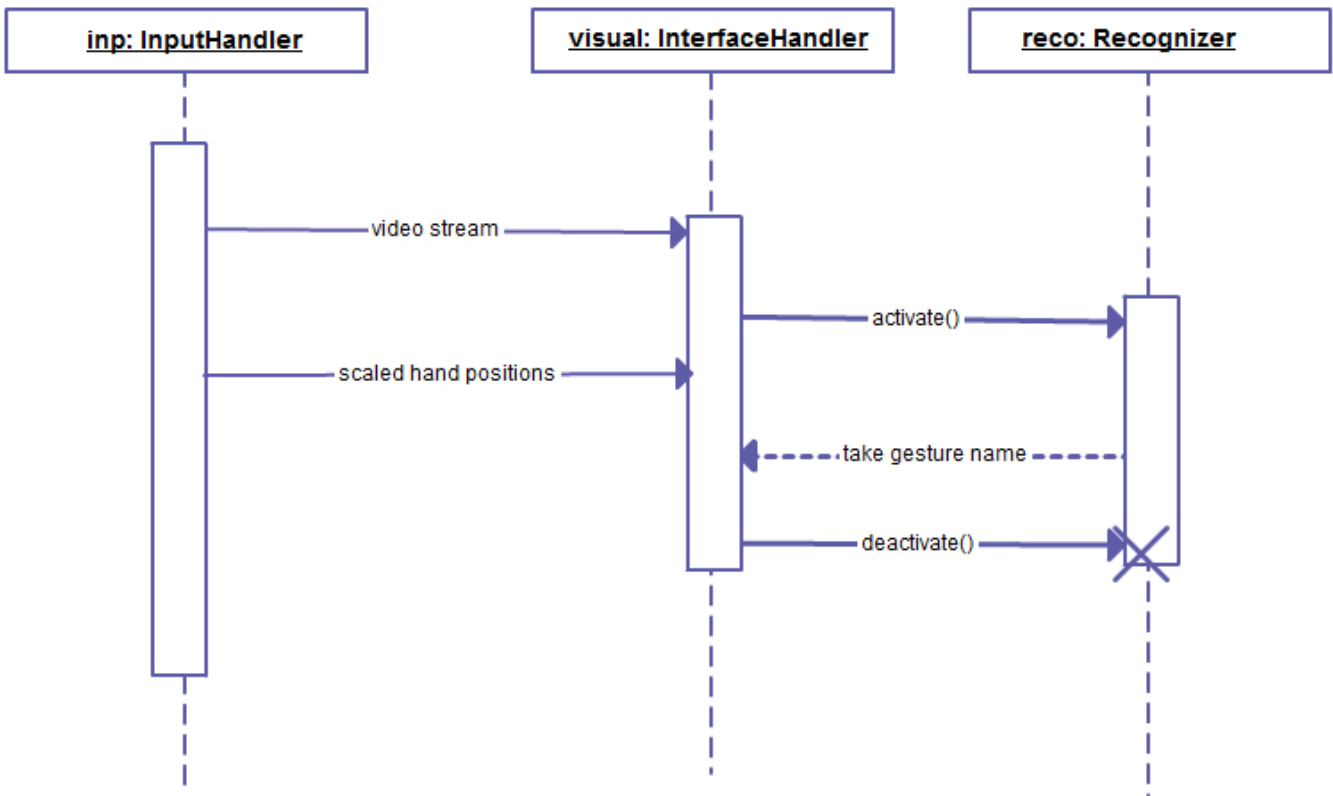 inp: InputHandler
visual: InterfaceHandler
reco: Recognizer
video stream
activate()
scaled hand positions
take gesture name
deactivate()